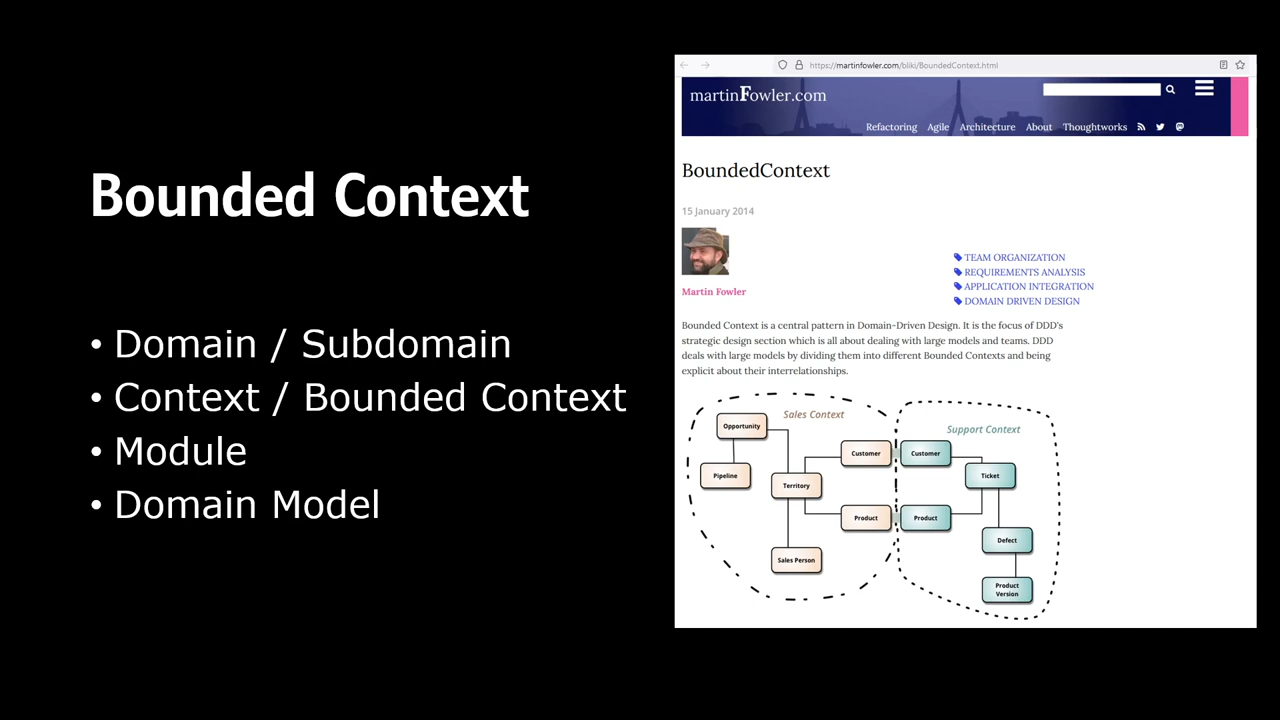 Bounded Context
• Domain / Subdomain
• Context / Bounded Context
• Module
• Domain Model
https://martinfowler.com/bliki/BoundedContext.html
martinFowler.com
Refactoring Agile Architecture About Thoughtworks
BoundedContext
15 January 2014
Martin Fowler
TEAM ORGANIZATION
REQUIREMENTS ANALYSIS
APPLICATION INTEGRATION
DOMAIN DRIVEN DESIGN
Bounded Context is a central pattern in Domain-Driven Design. It is the focus of DDD's
strategic design section which is all about dealing with large models and teams. DDD
deals with large models by dividing them into different Bounded Contexts and being
explicit about their interrelationships.
Sales Context
Opportunity
Pipeline
Territory
Customer
Product
Sales Person
Support Context
Customer
Ticket
Product
Defect
Product
Version